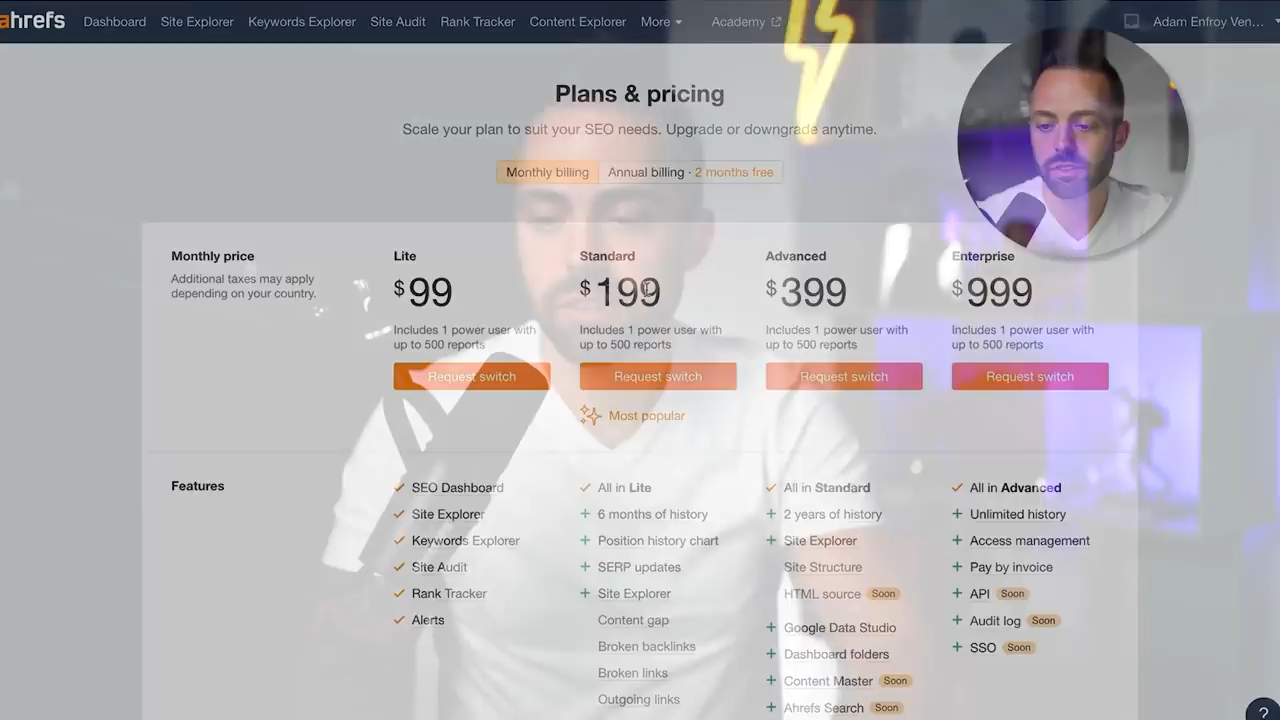 ahrefs Dashboard Site Explorer Keywords Explorer Site Audit Rank Tracker Content Explorer More Academy Adam Enfroy Ven...
Plans & pricing
Scale your plan to suit your SEO needs. Upgrade or downgrade anytime.
Monthly billing Annual billing · 2 months free
Monthly price
Additional taxes may apply
depending on your country.
Lite
$99
Includes 1 power user with
up to 500 reports
Request switch
Standard
$199
Includes 1 power user with
up to 500 reports
Request switch
Most popular
Advanced
$399
Includes 1 power user with
up to 500 reports
Request switch
Enterprise
$999
Includes 1 power user with
up to 500 reports
Request switch
Features
SEO Dashboard
Site Explorer
Keywords Explorer
Site Audit
Rank Tracker
Alerts
All in Lite
+ 6 months of history
+ Position history chart
+ SERP updates
+ Site Explorer
Content gap
Broken backlinks
Broken links
Outgoing links
All in Standard
+ 2 years of history
+ Site Explorer
Site Structure
HTML source Soon
+ Google Data Studio
+ Dashboard folders
+ Content Master Soon
+ Ahrefs Search Soon
All in Advanced
+ Unlimited history
+ Access management
+ Pay by invoice
+ API Soon
+ Audit log Soon
+ SSO Soon
?